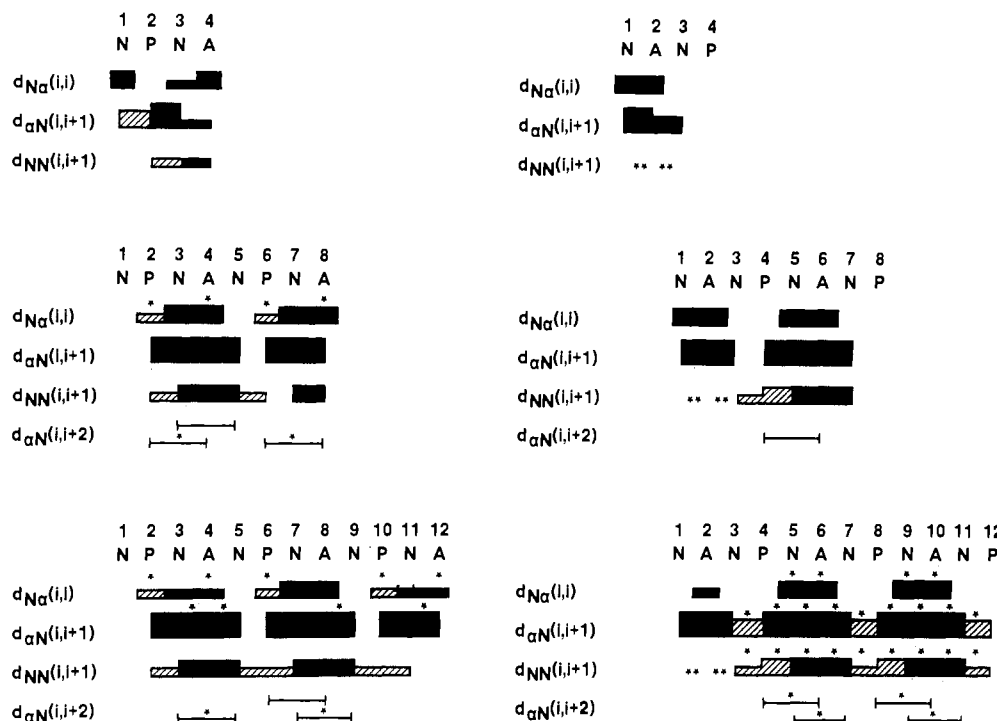 1 2 3 4
N P N A
dNα(i,i)
dαN(i,i+1)
dNN(i,i+1)
1 2 3 4
N A N P
dNα(i,i)
dαN(i,i+1)
dNN(i,i+1) ** **
1 2 3 4 5 6 7 8
N P N A N P N A
* * * *
dNα(i,i)
dαN(i,i+1)
dNN(i,i+1)
dαN(i,i+2)
* *
1 2 3 4 5 6 7 8
N A N P N A N P
dNα(i,i)
dαN(i,i+1)
dNN(i,i+1) ** **
dαN(i,i+2)
1 2 3 4 5 6 7 8 9 10 11 12
N P N A N P N A N P N A
* * * * *
dNα(i,i)
* * * *
dαN(i,i+1)
dNN(i,i+1)
dαN(i,i+2)
* *
1 2 3 4 5 6 7 8 9 10 11 12
N A N P N A N P N A N P
* * * *
dNα(i,i)
* * * * * * * * *
dαN(i,i+1)
* * * * * * * * *
dNN(i,i+1) ** **
* *
dαN(i,i+2)
* *